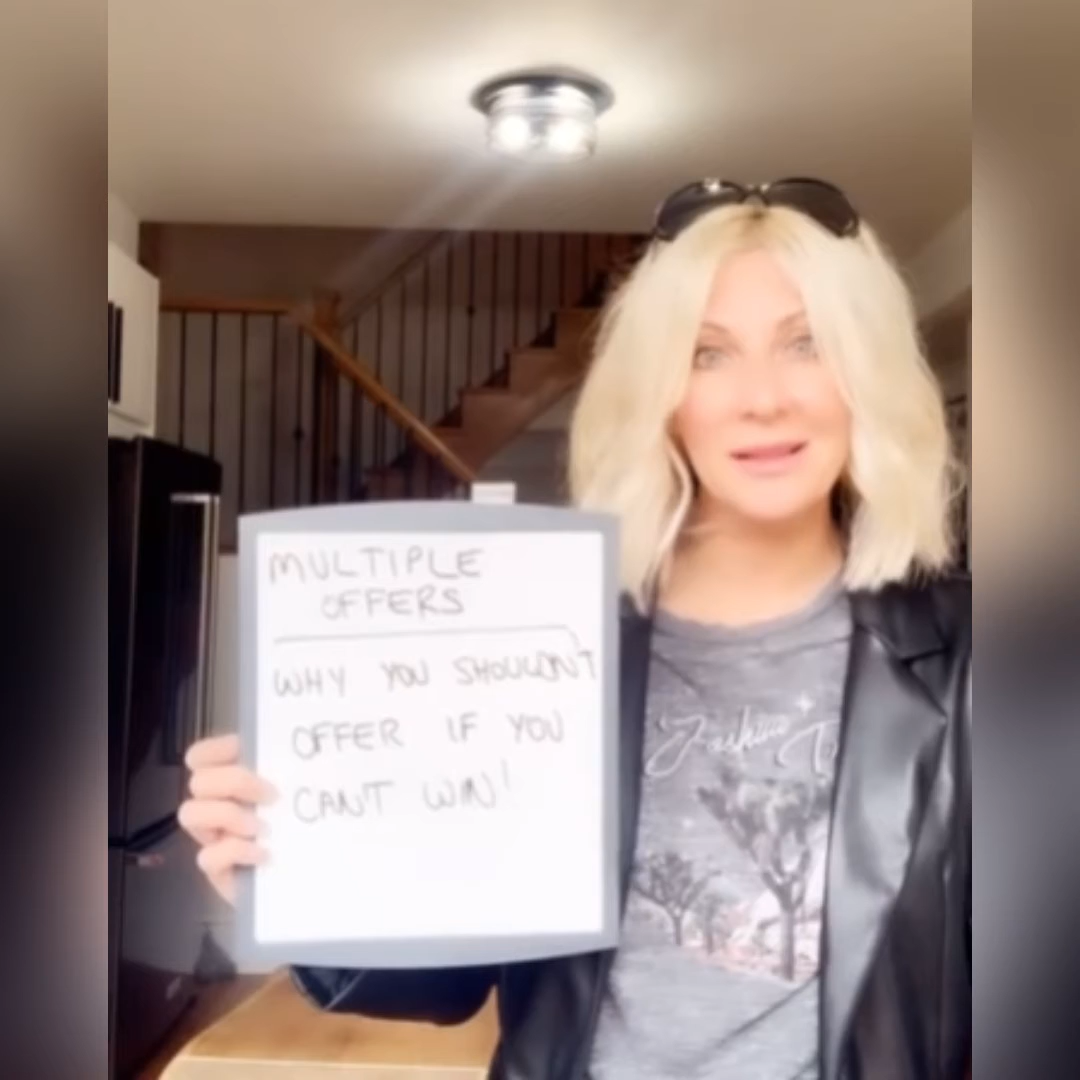 MULTIPLE
OFFERS
WHY YOU SHOULDN'T
OFFER IF YOU
CAN'T WIN!